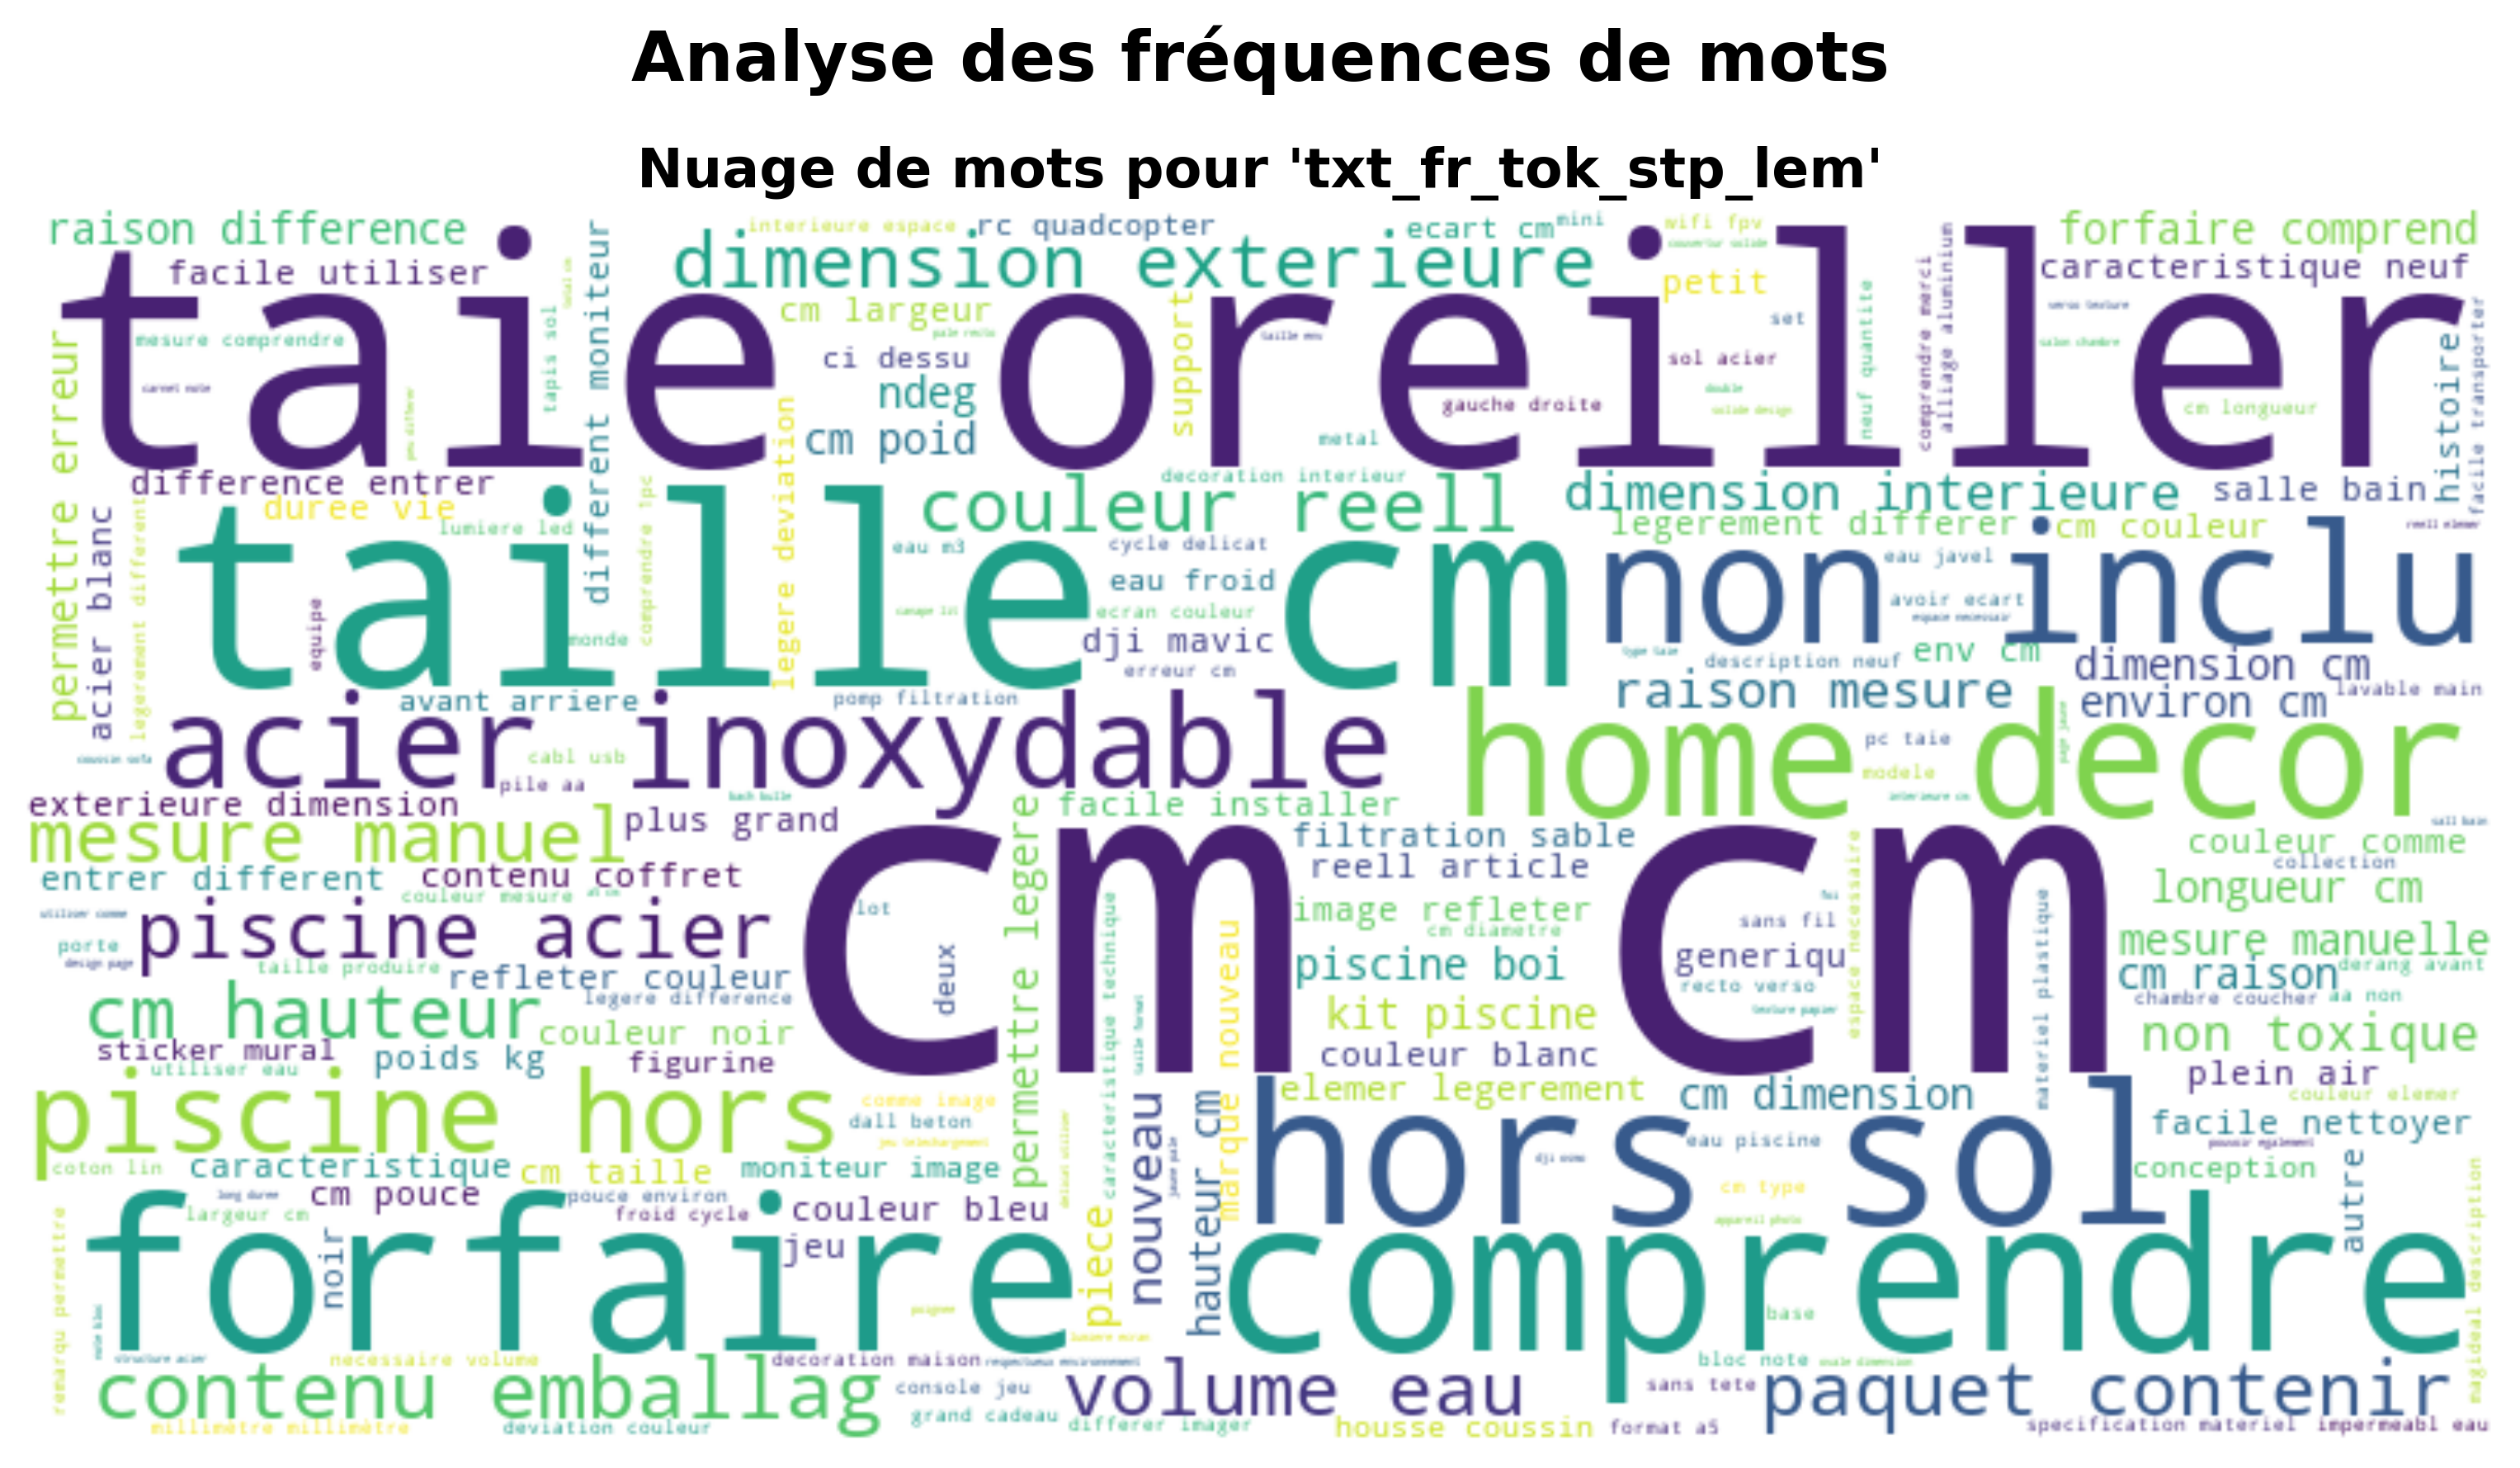 Analyse des fréquences de mots
Nuage de mots pour 'txt_fr_tok_stp_lem'
raison difference
interieure espace
rc quadcopter
ecart cm
mini
wifi fpv
forfaire comprend
facile utiliser
dimension exterieure
petit
caracteristique neuf
taie oreiller
different moniteur
cm largeur
support
set
mesure comprendre
tapis sol
ci dessu
sol acier
neuf quantite
comprendre merci
alliage aluminium
histoire
facile transporter
permettre erreur
ndeg
gauche droite
double
solide design
cm longueur
cm poid
metal
legere deviation
difference entrer
decoration interieur
duree vie
couleur reell
dimension interieure
salle bain
lumiere led
legerement differer
cm couleur
acier blanc
legerement different
comprendre 1pc
taille cm
eau m3
cycle delicat
non inclu
eau javel
eau froid
avoir ecart
equipe
monde
ecran couleur
dji mavic
erreur cm
description neuf
env cm
dimension cm
avant arriere
pomp filtration
raison mesure
environ cm
lavable main
acier inoxydable
home decor
cabl usb
pc taie
modele
pile aa
exterieure dimension
plus grand
facile installer
mesure manuel
filtration sable
couleur comme
collection
entrer different
contenu coffret
reell article
longueur cm
couleur mesure
cm cm
lot
image refleter
cm diametre
sans fil
espace necessaire
piscine acier
porte
deux
permettre legere
caracteristique technique
marque nouveau
piscine boi
generiqu
mesure manuelle
taille produire
refleter couleur
recto verso
cm raison
derang avant
legere difference
chambre coucher
aa non
cm hauteur
couleur noir
kit piscine
materiel plastique
non toxique
sticker mural
poids kg
figurine
couleur blanc
utiliser eau
elemer legerement
cm dimension
plein air
couleur elemer
piscine hors
comme image
dall beton
nouveau
hauteur cm
hors sol
eau piscine
facile nettoyer
coton lin
caracteristique
cm taille
moniteur image
conception
cm pouce
pouce environ
cm type
autre
largeur cm
froid cycle
couleur bleu
piece
jeu
noir
forfaire comprendre
remarqu permettre
base
magideal description
necessaire volume
decoration maison
bloc note
contenu emballag
console jeu
volume eau
sans tete
paquet contenir
millimètre millimètre
deviation couleur
grand cadeau
differer imager
housse coussin
format a5
specification materiel
impermeabl eau